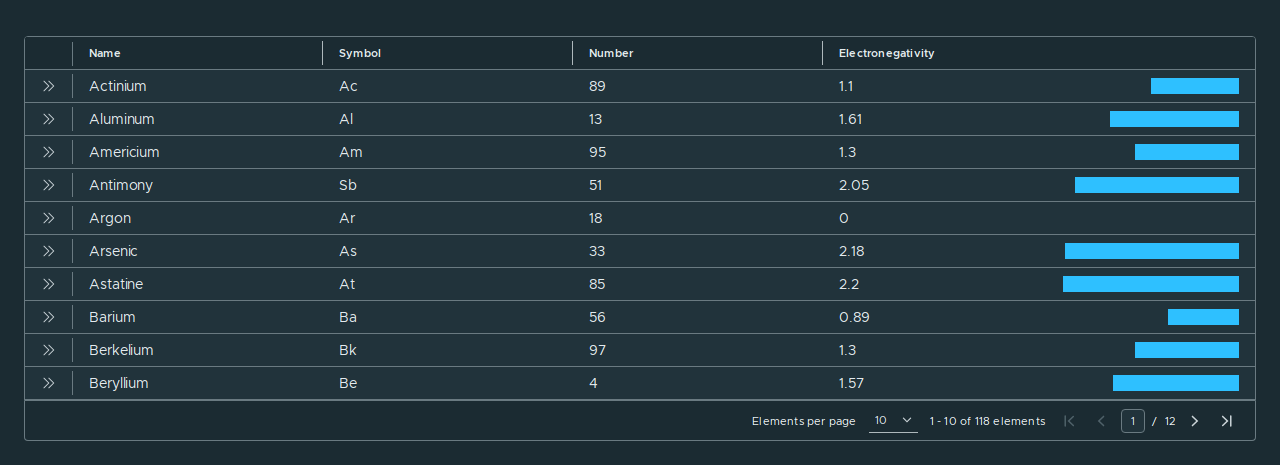 Name Symbol Number Electronegativity
Actinium Ac 89 1.1
Aluminum Al 13 1.61
Americium Am 95 1.3
Antimony Sb 51 2.05
Argon Ar 18 0
Arsenic As 33 2.18
Astatine At 85 2.2
Barium Ba 56 0.89
Berkelium Bk 97 1.3
Beryllium Be 4 1.57
Elements per page 10 1 - 10 of 118 elements 1 / 12